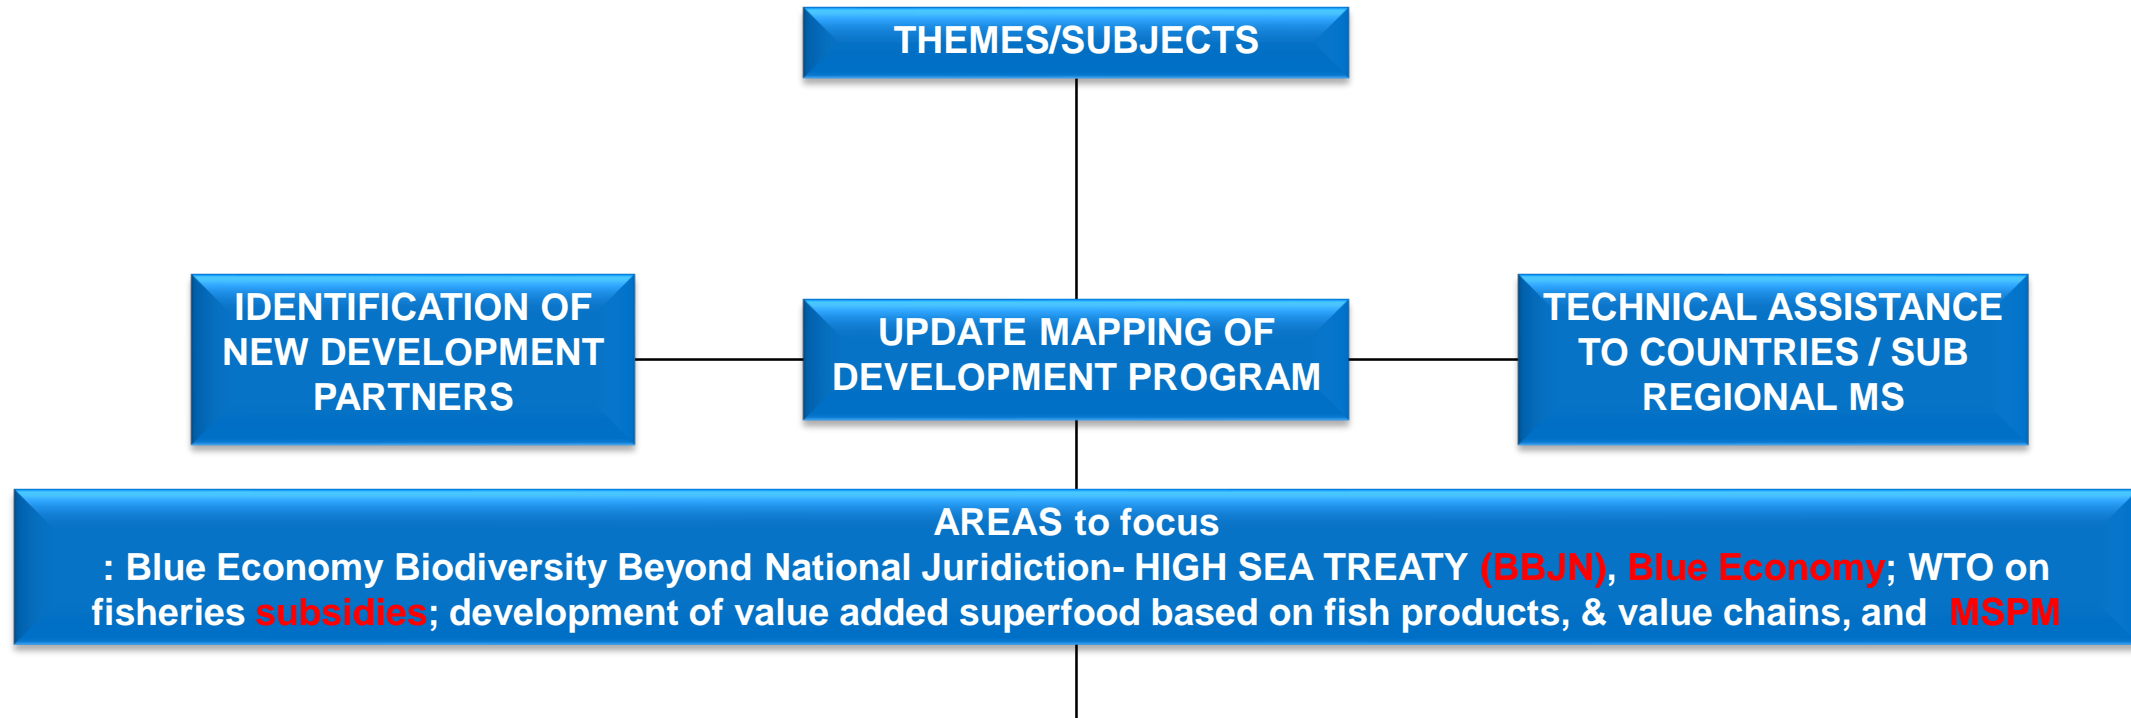 THEMES/SUBJECTS
IDENTIFICATION OF
NEW DEVELOPMENT
PARTNERS
UPDATE MAPPING OF
DEVELOPMENT PROGRAM
TECHNICAL ASSISTANCE
TO COUNTRIES / SUB
REGIONAL MS
AREAS to focus
: Blue Economy Biodiversity Beyond National Juridiction- HIGH SEA TREATY (BBJN), Blue Economy; WTO on
fisheries subsidies; development of value added superfood based on fish products, & value chains, and MSPM